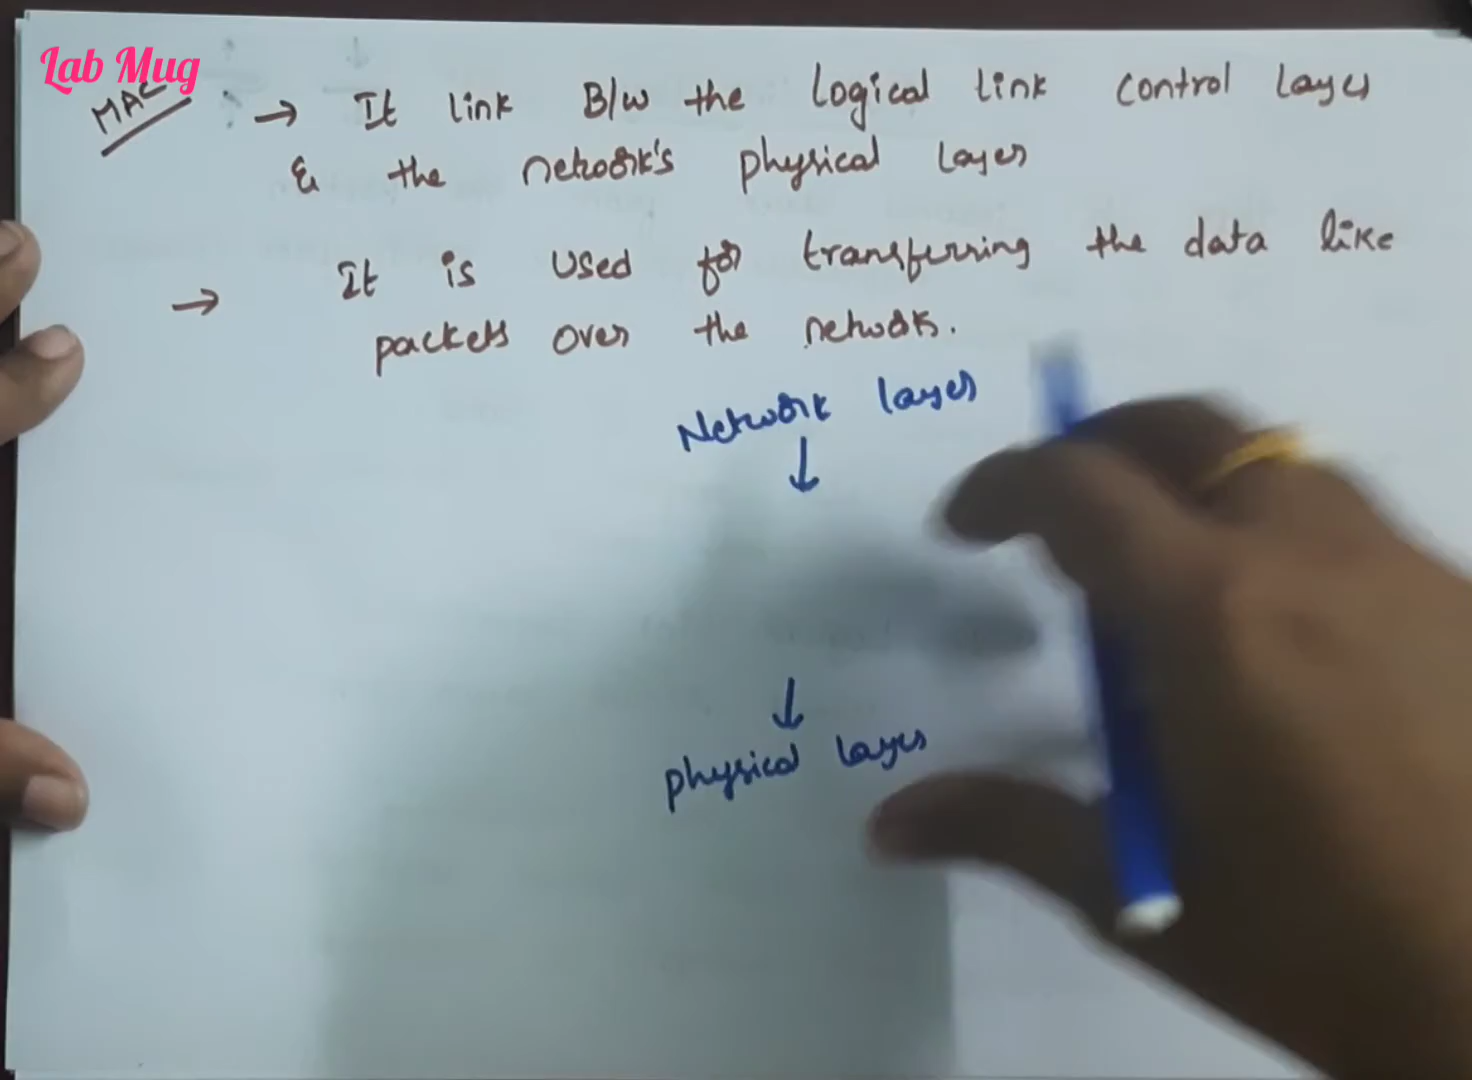 Lab Mug
MAC : → It link B/w the Logical Link control Layer
& the network's physical Layer
→ It is used for transferring the data like
packets over the network.
Network layer
↓
↓
physical layer